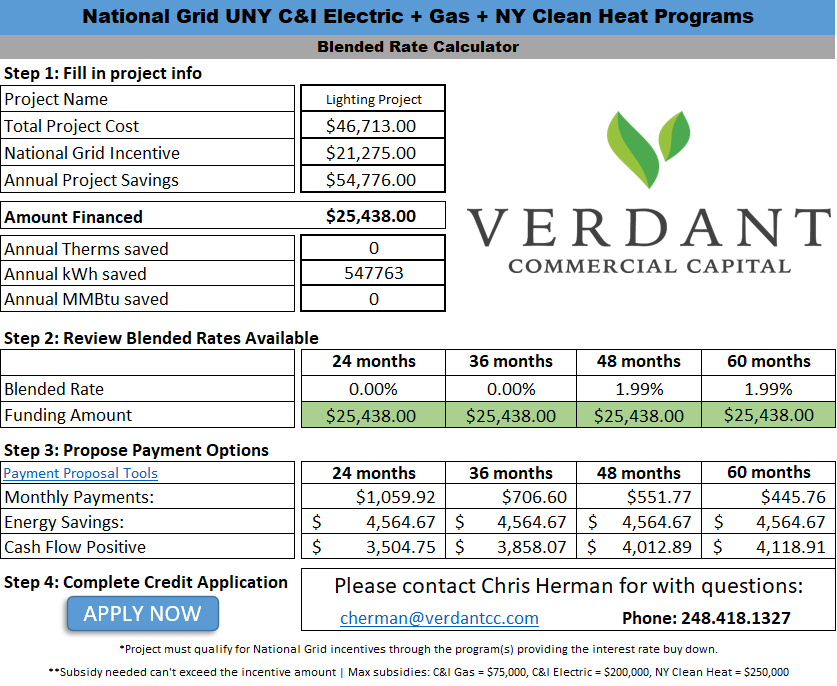 National Grid UNY C&I Electric + Gas + NY Clean Heat Programs
Blended Rate Calculator
Step 1: Fill in project info
Project Name Lighting Project
Total Project Cost $46,713.00
National Grid Incentive $21,275.00
Annual Project Savings $54,776.00
Amount Financed $25,438.00
Annual Therms saved 0
Annual kWh saved 547763
Annual MMBtu saved 0
VERDANT
COMMERCIAL CAPITAL
Step 2: Review Blended Rates Available
24 months 36 months 48 months 60 months
Blended Rate 0.00% 0.00% 1.99% 1.99%
Funding Amount $25,438.00 $25,438.00 $25,438.00 $25,438.00
Step 3: Propose Payment Options
Payment Proposal Tools 24 months 36 months 48 months 60 months
Monthly Payments: $1,059.92 $706.60 $551.77 $445.76
Energy Savings: $ 4,564.67 $ 4,564.67 $ 4,564.67 $ 4,564.67
Cash Flow Positive $ 3,504.75 $ 3,858.07 $ 4,012.89 $ 4,118.91
Step 4: Complete Credit Application
APPLY NOW
Please contact Chris Herman for with questions:
cherman@verdantcc.com Phone: 248.418.1327
*Project must qualify for National Grid incentives through the program(s) providing the interest rate buy down.
**Subsidy needed can't exceed the incentive amount | Max subsidies: C&I Gas = $75,000, C&I Electric = $200,000, NY Clean Heat = $250,000